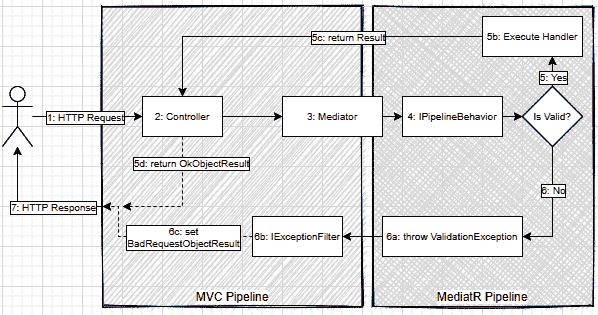 5c: return Result
5b: Execute Handler
5: Yes
1: HTTP Request
2: Controller
3: Mediator
4: IPipelineBehavior
Is Valid?
5d: return OkObjectResult
6: No
7: HTTP Response
6c: set
BadRequestObjectResult
6b: IExceptionFilter
6a: throw ValidationException
MVC Pipeline
MediatR Pipeline